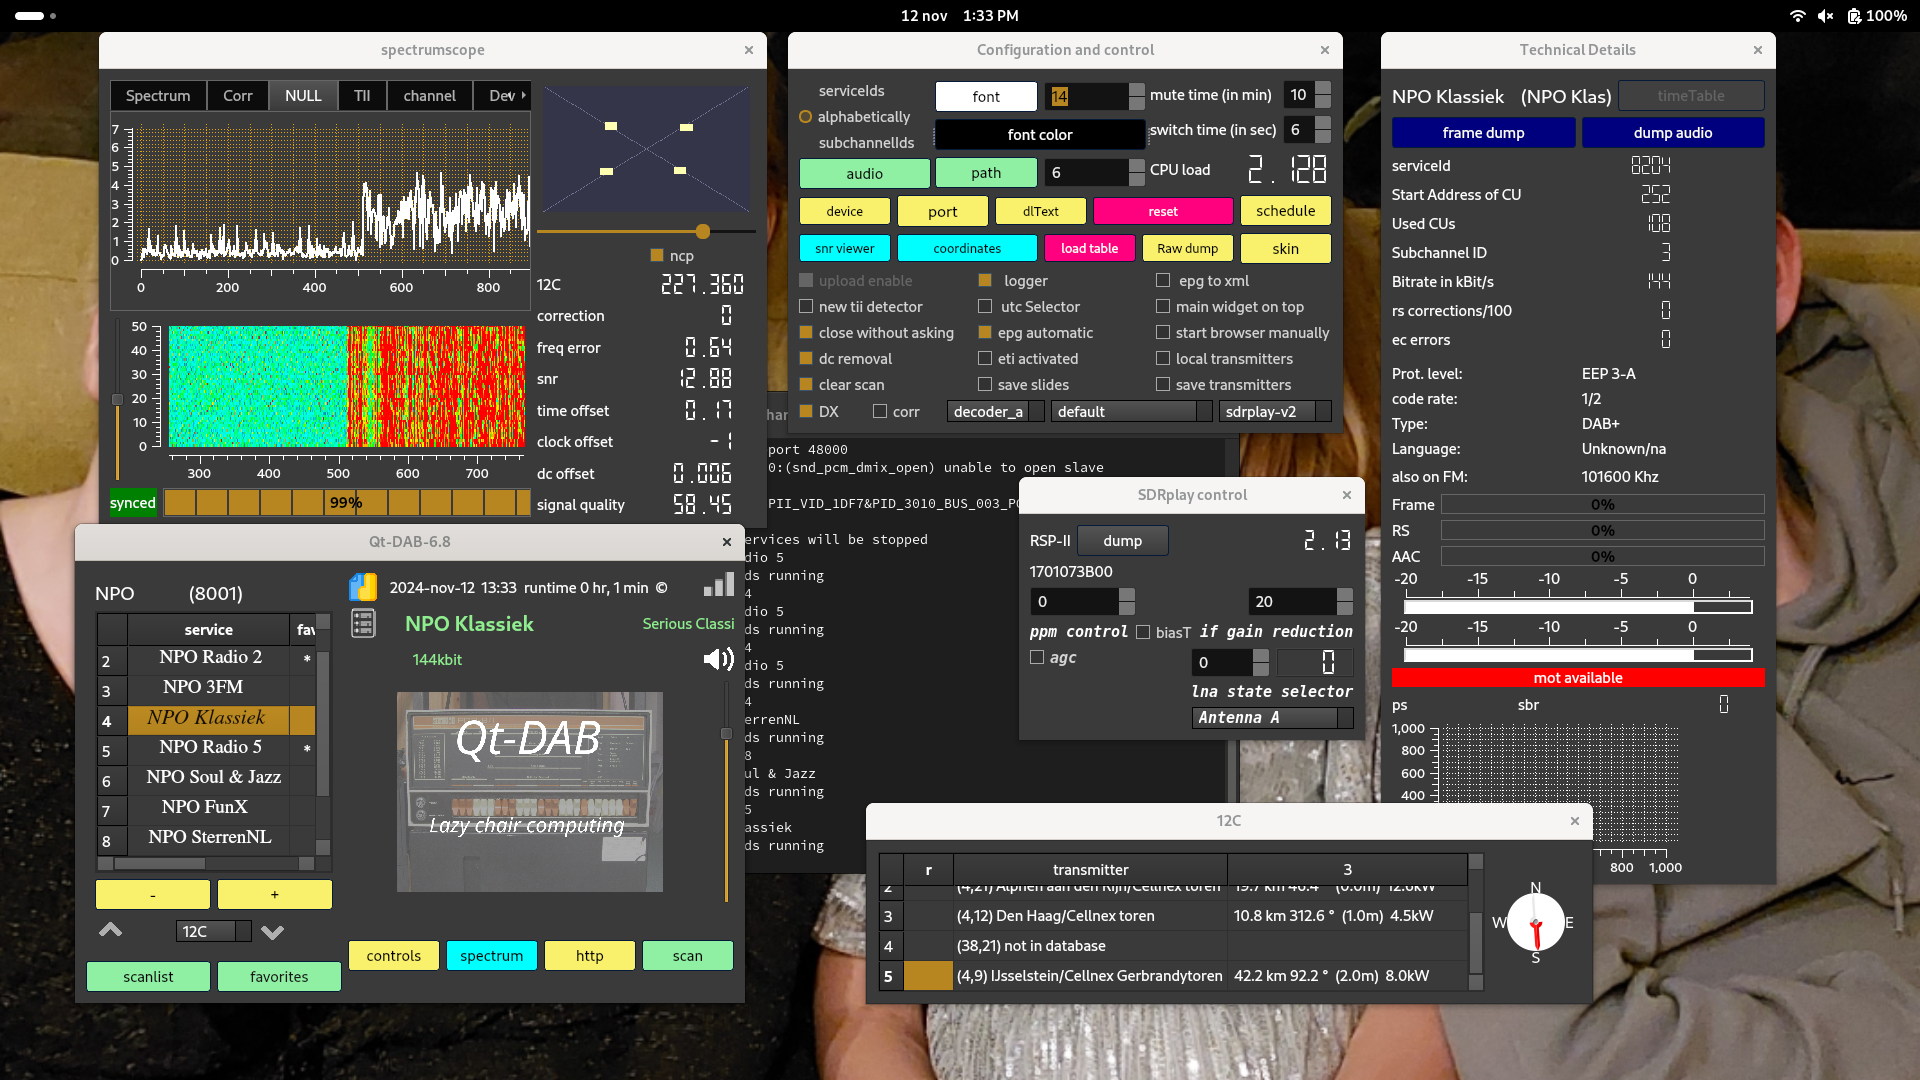 12 nov 1:33 PM
100%
spectrumscope
Spectrum Corr NULL TII channel Dev
7
6
5
4
3
2
1
0
0 200 400 600 800
50
40
30
20
10
0
300 400 500 600 700
synced 99%
ncp
12C 227.360
correction 0
freq error 0.64
snr 12.88
time offset 0.17
clock offset -1
dc offset 0.006
signal quality 58.45
Configuration and control
serviceIds
alphabetically
subchannelIds
font 14 mute time (in min) 10
font color switch time (in sec) 6
audio path 6 CPU load 2.128
device port dlText reset schedule
snr viewer coordinates load table Raw dump skin
upload enable logger epg to xml
new tii detector utc Selector main widget on top
close without asking epg automatic start browser manually
dc removal eti activated local transmitters
clear scan save slides save transmitters
DX corr decoder_a default sdrplay-v2
Technical Details
NPO Klassiek (NPO Klas) timeTable
frame dump dump audio
serviceId 8204
Start Address of CU 252
Used CUs 108
Subchannel ID 3
Bitrate in kBit/s 144
rs corrections/100 0
ec errors 0
Prot. level: EEP 3-A
code rate: 1/2
Type: DAB+
Language: Unknown/na
also on FM: 101600 Khz
Frame 0%
RS 0%
AAC 0%
-20 -15 -10 -5 0
-20 -15 -10 -5 0
mot available
ps sbr 0
1,000
800
600
400
800 1,000
port 48000
0:(snd_pcm_dmix_open) unable to open slave
PII_VID_1DF7&PID_3010_BUS_003_P
ervices will be stopped
dio 5
ds running
4
dio 5
ds running
4
dio 5
ds running
4
errenNL
ds running
8
ul & Jazz
ds running
5
assiek
ds running
SDRplay control
RSP-II dump 2.13
1701073B00
0 20
ppm control biasT if gain reduction
agc 0 0
lna state selector
Antenna A
Qt-DAB-6.8
NPO (8001)
2024-nov-12 13:33 runtime 0 hr, 1 min ©
NPO Klassiek Serious Classi
144kbit
service fav
2 NPO Radio 2 *
3 NPO 3FM
4 NPO Klassiek
5 NPO Radio 5 *
6 NPO Soul & Jazz
7 NPO FunX
8 NPO SterrenNL
Qt-DAB
Lazy chair computing
- +
12C
scanlist favorites
controls spectrum http scan
12C
r transmitter 3
2 (4,21) Alphen aan den Rijn/Cellnex toren 19.7 km 46.4 ° (0.0m) 12.6kW
3 (4,12) Den Haag/Cellnex toren 10.8 km 312.6 ° (1.0m) 4.5kW
4 (38,21) not in database
5 (4,9) IJsselstein/Cellnex Gerbrandytoren 42.2 km 92.2 ° (2.0m) 8.0kW
N
W E
S